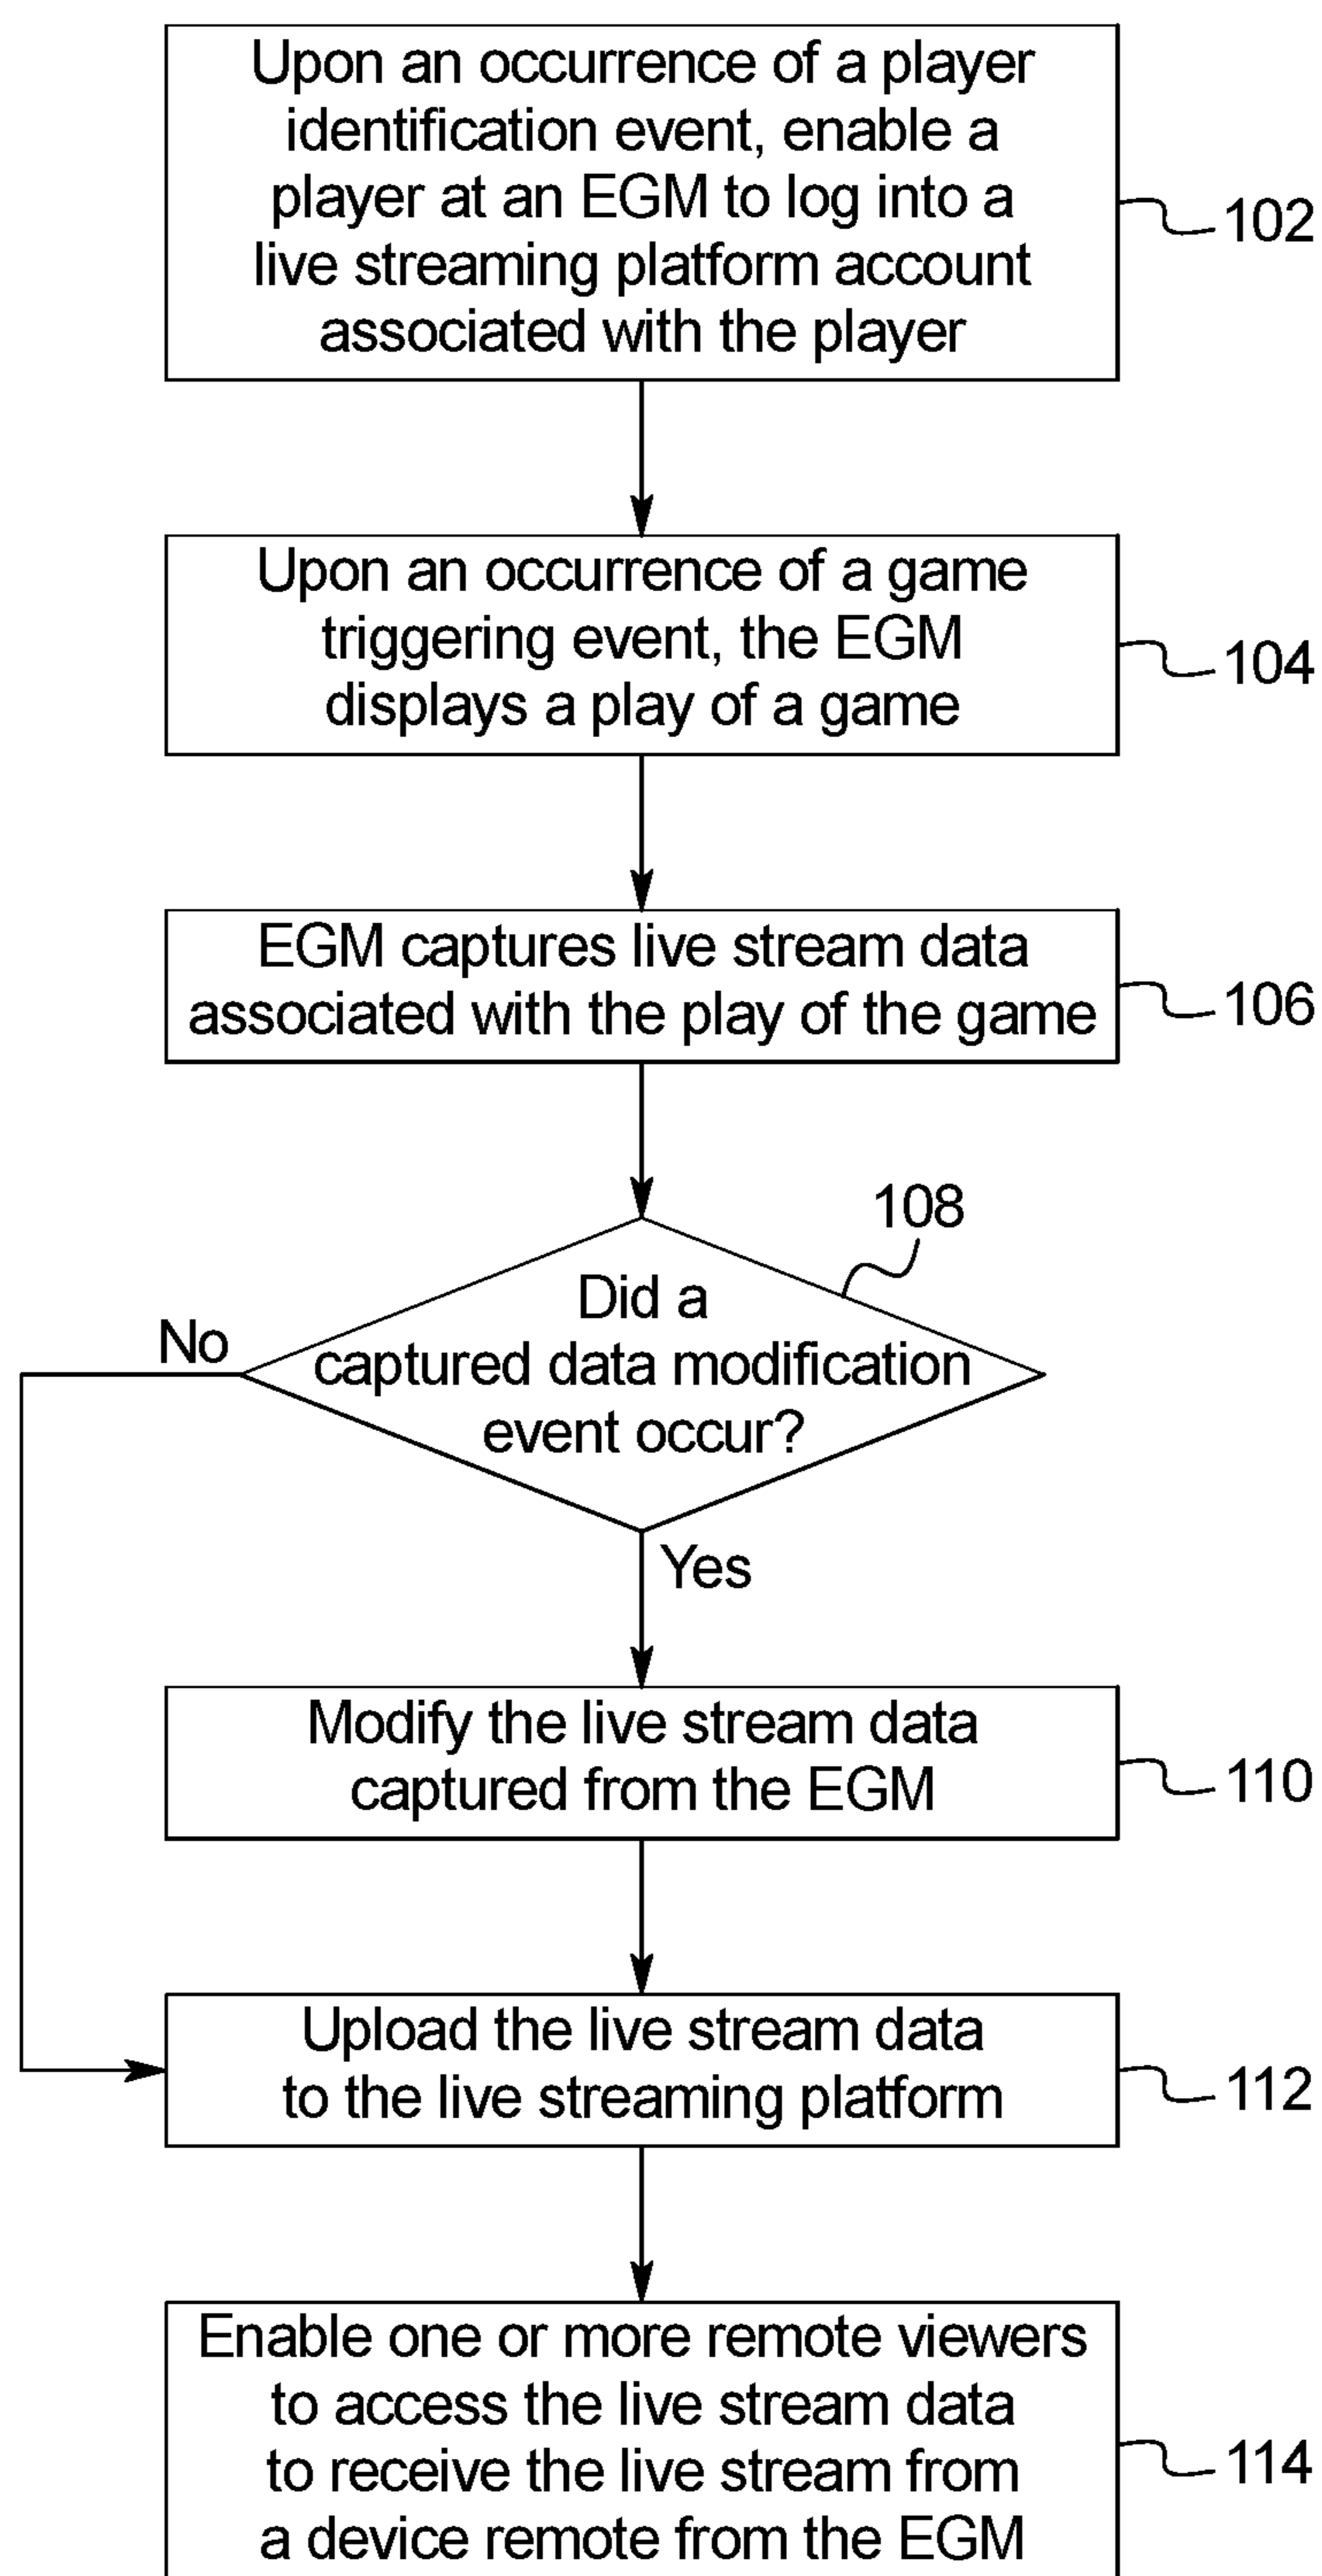 Upon an occurrence of a player
identification event, enable a
player at an EGM to log into a
live streaming platform account
associated with the player
102
Upon an occurrence of a game
triggering event, the EGM
displays a play of a game
104
EGM captures live stream data
associated with the play of the game
106
108
Did a
captured data modification
event occur?
No
Yes
Modify the live stream data
captured from the EGM
110
Upload the live stream data
to the live streaming platform
112
Enable one or more remote viewers
to access the live stream data
to receive the live stream from
a device remote from the EGM
114